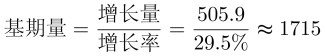 基期量 = 增长量/增长率 = 505.9/29.5% ≈ 1715